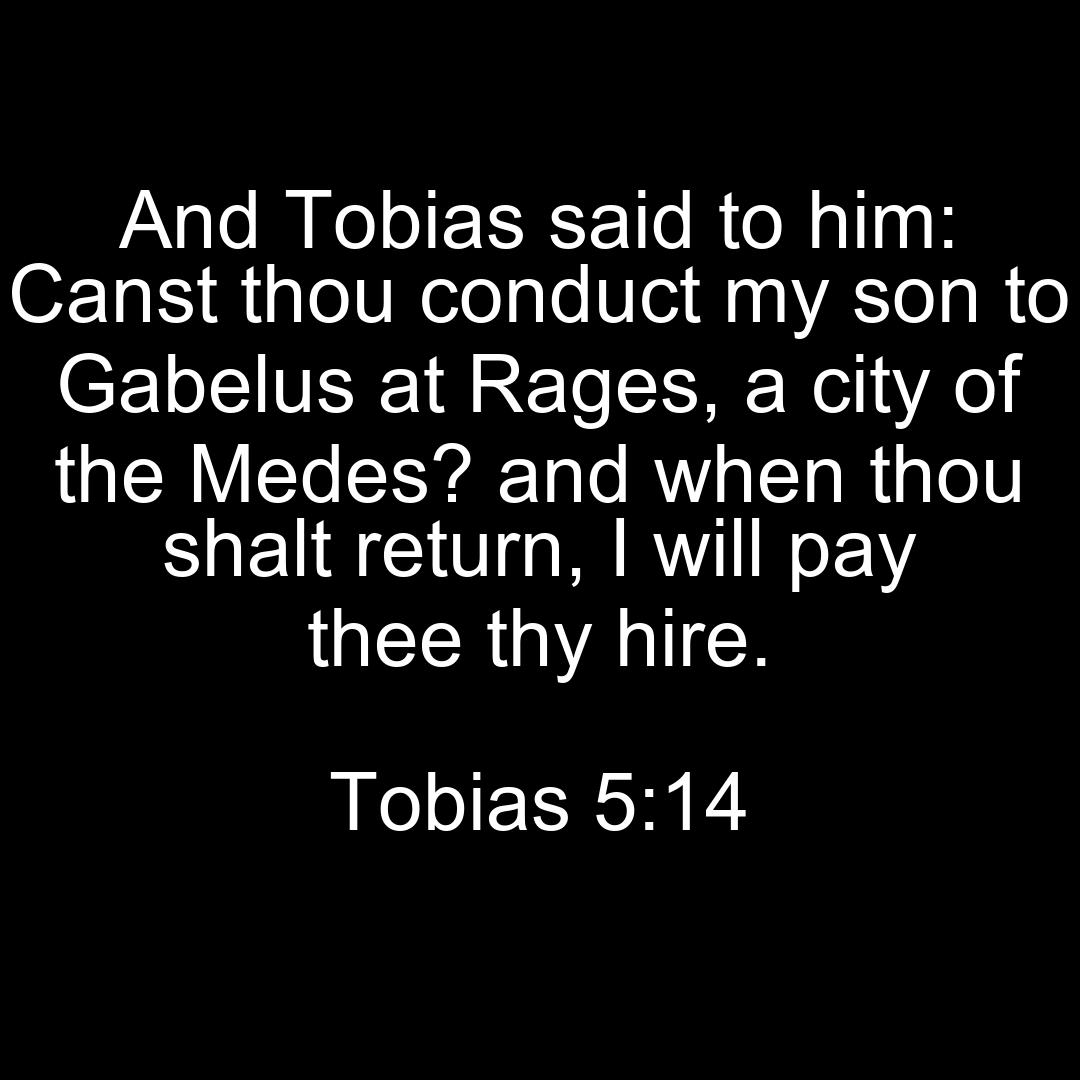 And Tobias said to him:
Canst thou conduct my son to
Gabelus at Rages, a city of
the Medes? and when thou
shalt return, I will pay
thee thy hire.
Tobias 5:14